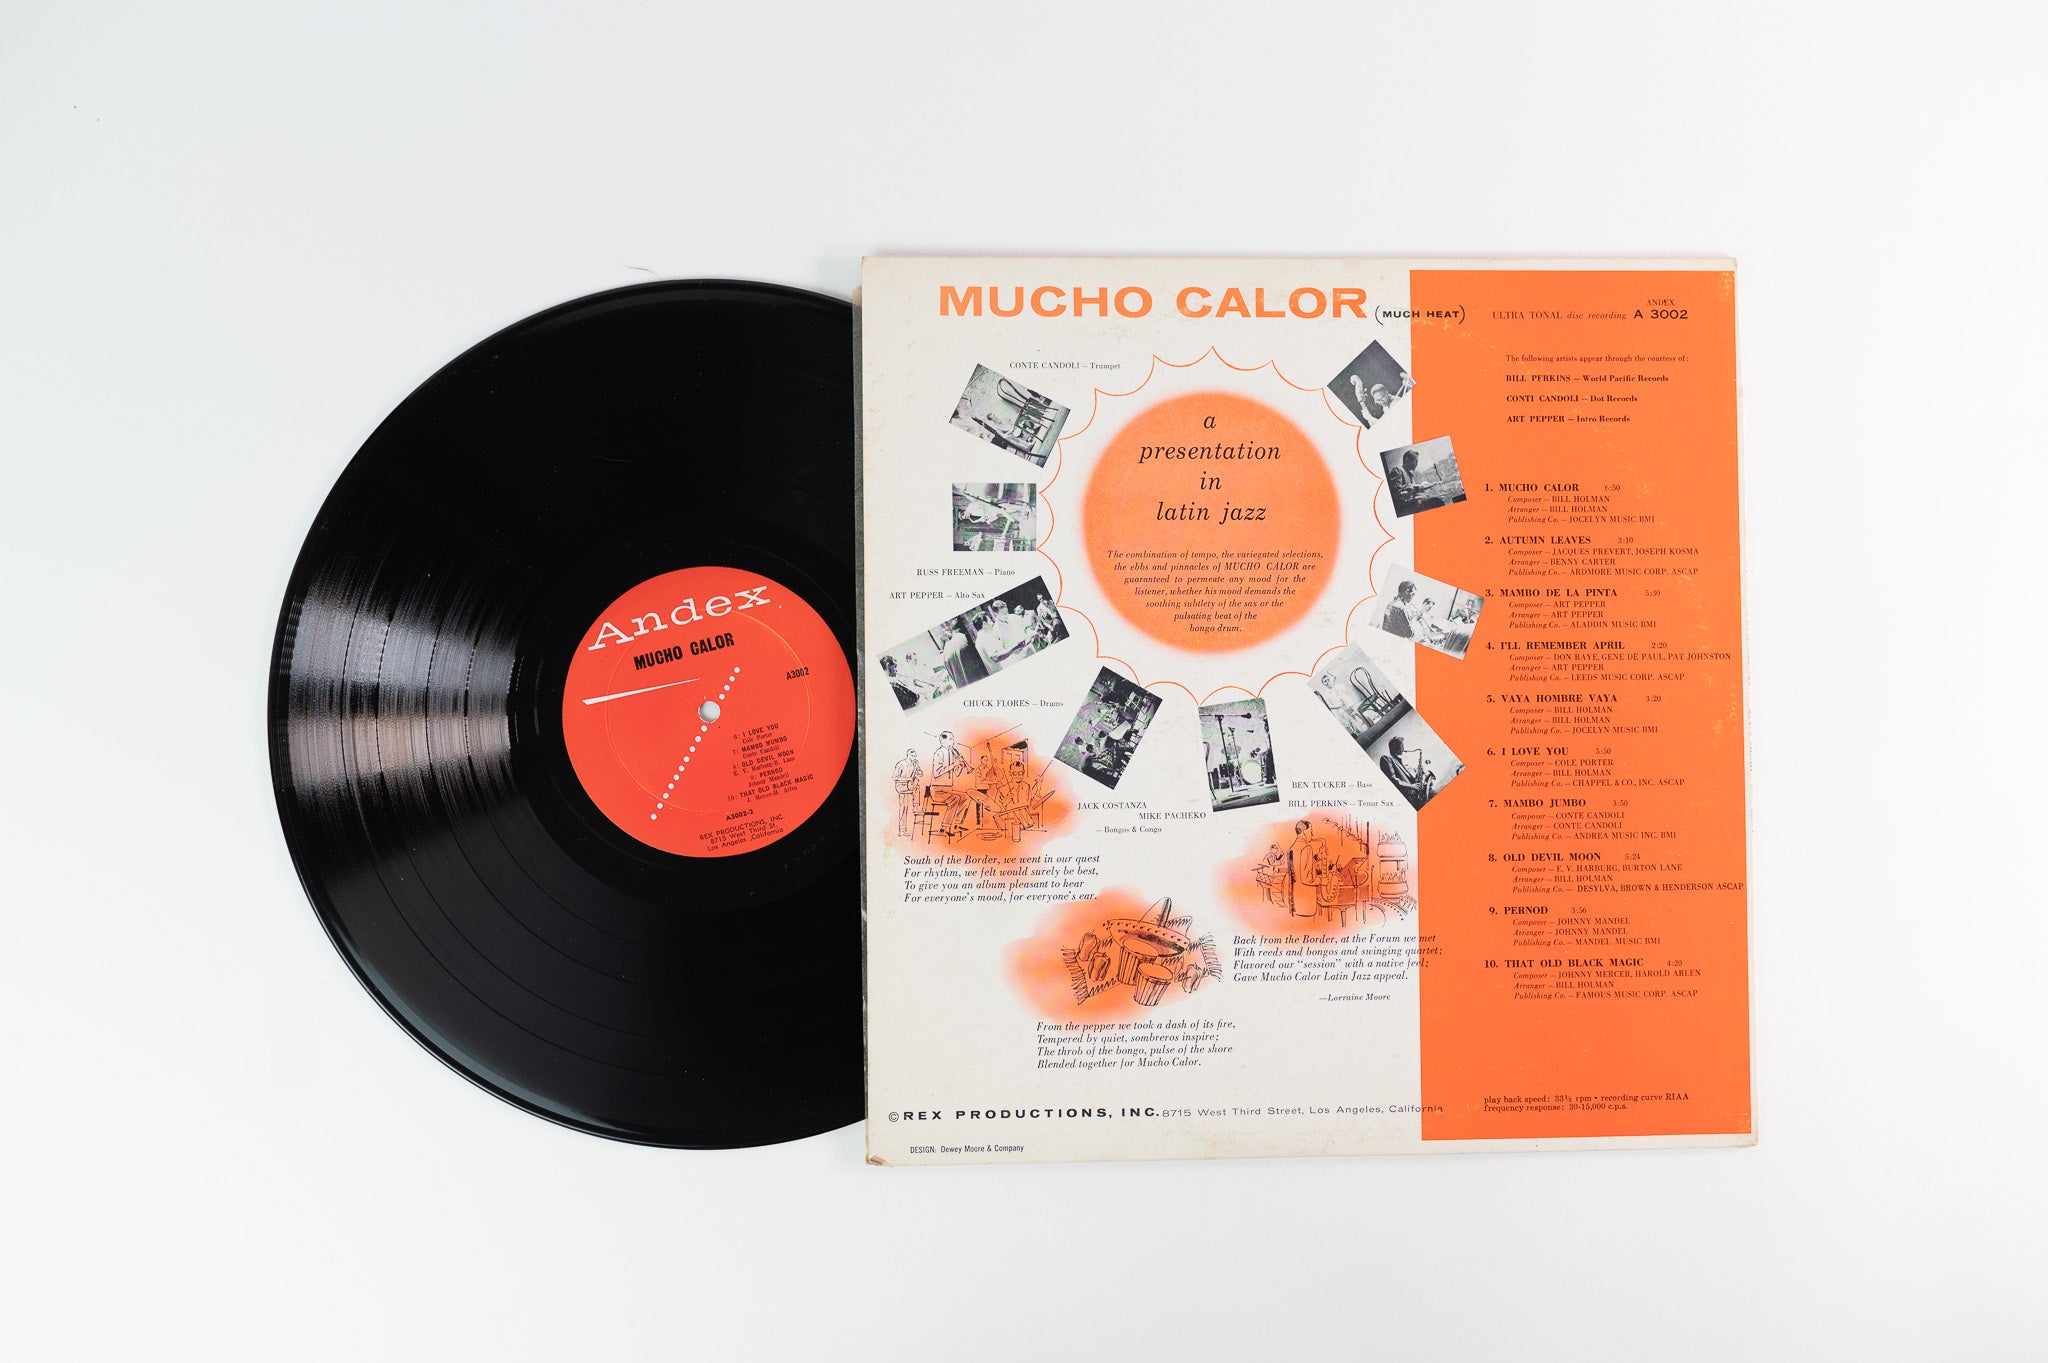 Andex
MUCHO CALOR
A3002
6: I LOVE YOU
Cole Porter
7: MAMBO MUMBO
Conte Candoli
8: OLD DEVIL MOON
E. Y. Harburg-B. Lane
9: PERNOD
Johnny Mandell
10: THAT OLD BLACK MAGIC
J. Mercer-H. Arlen
A3002-2
REX PRODUCTIONS, INC.
8715 West Third St.
Los Angeles, California
MUCHO CALOR (MUCH HEAT)
ULTRA TONAL disc recording ANDEX A 3002
CONTE CANDOLI — Trumpet
RUSS FREEMAN — Piano
ART PEPPER — Alto Sax
CHUCK FLORES — Drums
JACK COSTANZA
MIKE PACHEKO
— Bongos & Congo
BEN TUCKER — Bass
BILL PERKINS — Tenor Sax
a
presentation
in
latin jazz
The combination of tempo, the variegated selections,
the ebbs and pinnacles of MUCHO CALOR are
guaranteed to permeate any mood for the
listener, whether his mood demands the
soothing subtlety of the sax or the
pulsating beat of the
bongo drum.
South of the Border, we went in our quest
For rhythm, we felt would surely be best,
To give you an album pleasant to hear
For everyone's mood, for everyone's ear.
From the pepper we took a dash of its fire,
Tempered by quiet, sombreros inspire;
The throb of the bongo, pulse of the shore
Blended together for Mucho Calor.
Back from the Border, at the Forum we met
With reeds and bongos and swinging quartet;
Flavored our "session" with a native feel;
Gave Mucho Calor Latin Jazz appeal.
—Lorraine Moore
The following artists appear through the courtesy of:
BILL PERKINS — World Pacific Records
CONTI CANDOLI — Dot Records
ART PEPPER — Intro Records
1. MUCHO CALOR 6:50
Composer — BILL HOLMAN
Arranger — BILL HOLMAN
Publishing Co. — JOCELYN MUSIC BMI
2. AUTUMN LEAVES 3:10
Composer — JACQUES PREVERT, JOSEPH KOSMA
Arranger — BENNY CARTER
Publishing Co. — ARDMORE MUSIC CORP. ASCAP
3. MAMBO DE LA PINTA 5:30
Composer — ART PEPPER
Arranger — ART PEPPER
Publishing Co. — ALADDIN MUSIC BMI
4. I'LL REMEMBER APRIL 2:20
Composer — DON RAYE, GENE DE PAUL, PAT JOHNSTON
Arranger — ART PEPPER
Publishing Co. — LEEDS MUSIC CORP. ASCAP
5. VAYA HOMBRE VAYA 3:20
Composer — BILL HOLMAN
Arranger — BILL HOLMAN
Publishing Co. — JOCELYN MUSIC BMI
6. I LOVE YOU 5:50
Composer — COLE PORTER
Arranger — BILL HOLMAN
Publishing Co. — CHAPPEL & CO., INC. ASCAP
7. MAMBO JUMBO 3:50
Composer — CONTE CANDOLI
Arranger — CONTE CANDOLI
Publishing Co. — ANDREA MUSIC INC. BMI
8. OLD DEVIL MOON 5:24
Composer — E. Y. HARBURG, BURTON LANE
Arranger — BILL HOLMAN
Publishing Co. — DESYLVA, BROWN & HENDERSON ASCAP
9. PERNOD 3:56
Composer — JOHNNY MANDEL
Arranger — JOHNNY MANDEL
Publishing Co. — MANDEL MUSIC BMI
10. THAT OLD BLACK MAGIC 4:20
Composer — JOHNNY MERCER, HAROLD ARLEN
Arranger — BILL HOLMAN
Publishing Co. — FAMOUS MUSIC CORP. ASCAP
play back speed: 33⅓ rpm • recording curve RIAA
frequency response: 30-15,000 c.p.s.
© REX PRODUCTIONS, INC. 8715 West Third Street, Los Angeles, California
DESIGN: Dewey Moore & Company